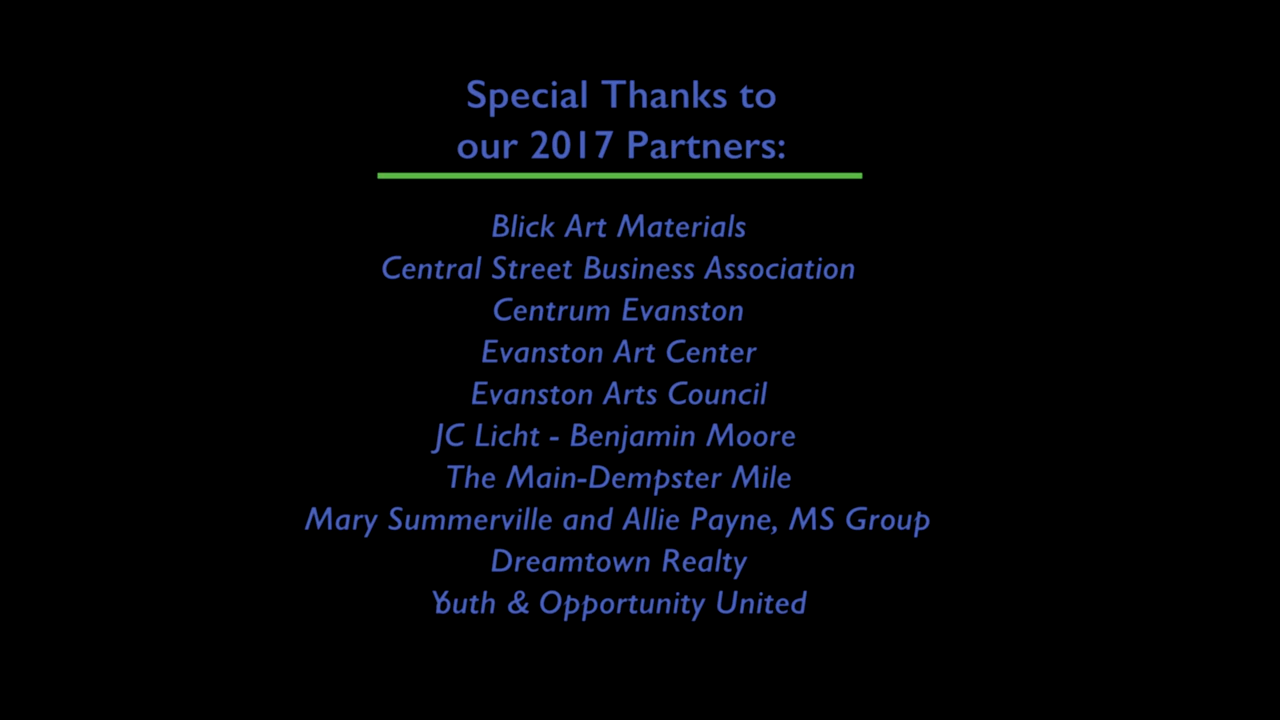 Special Thanks to
our 2017 Partners:
Blick Art Materials
Central Street Business Association
Centrum Evanston
Evanston Art Center
Evanston Arts Council
JC Licht - Benjamin Moore
The Main-Dempster Mile
Mary Summerville and Allie Payne, MS Group
Dreamtown Realty
Youth & Opportunity United